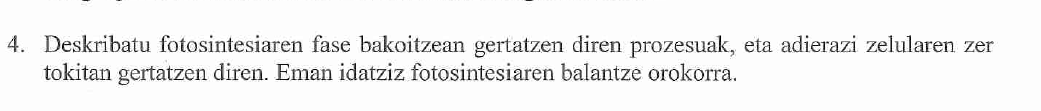 4. Deskribatu fotosintesiaren fase bakoitzean gertatzen diren prozesuak, eta adierazi zelularen zer
tokitan gertatzen diren. Eman idatziz fotosintesiaren balantze orokorra.